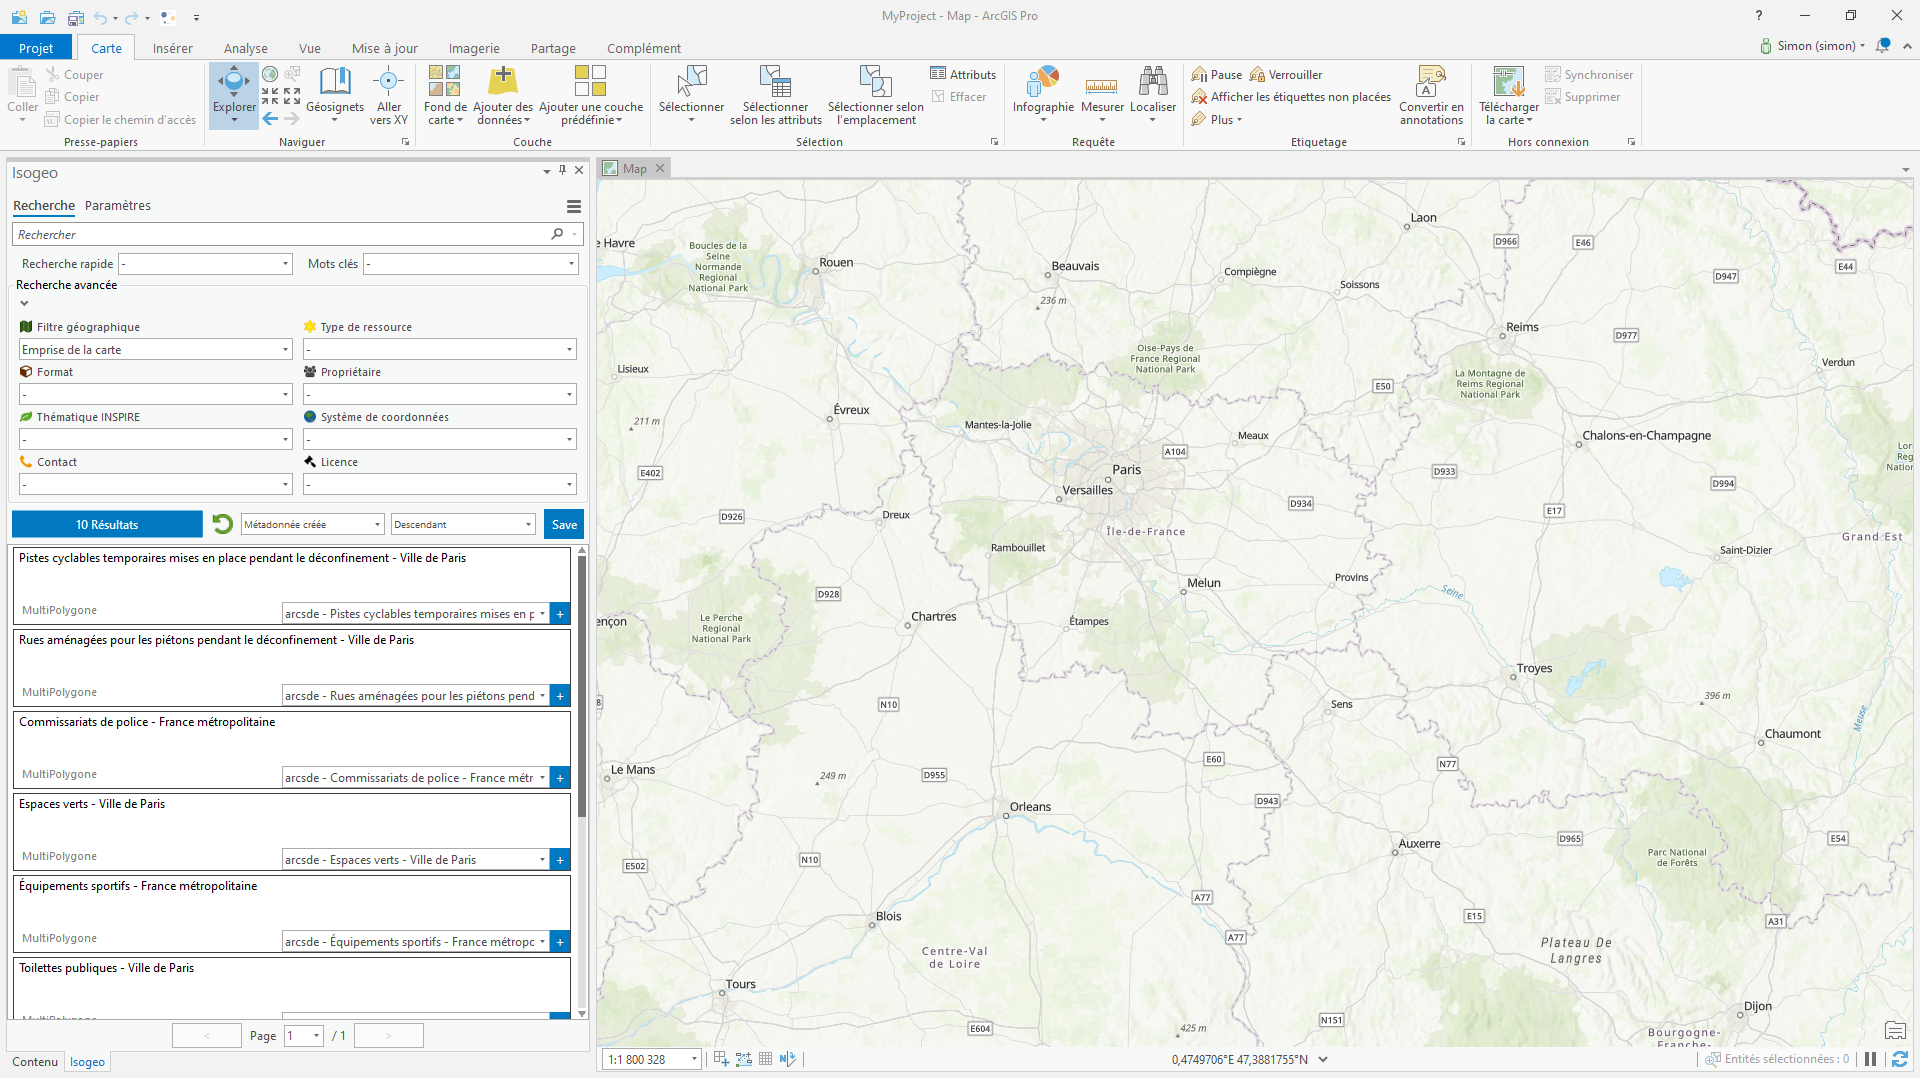 MyProject - Map - ArcGIS Pro
?
Projet
Carte
Insérer
Analyse
Vue
Mise à jour
Imagerie
Partage
Complément
Simon (simon)
Coller
Couper
Copier
Copier le chemin d'accès
Presse-papiers
Explorer
Géosignets
Aller
vers XY
Naviguer
Fond de
carte
Ajouter des
données
Ajouter une couche
prédéfinie
Couche
Sélectionner
Sélectionner
selon les attributs
Sélectionner selon
l'emplacement
Attributs
Effacer
Sélection
Infographie
Mesurer
Localiser
Requête
Pause
Verrouiller
Afficher les étiquettes non placées
Plus
Convertir en
annotations
Etiquetage
Télécharger
la carte
Synchroniser
Supprimer
Hors connexion
Isogeo
Recherche
Paramètres
Rechercher
Recherche rapide
-
Mots clés
-
Recherche avancée
Filtre géographique
Type de ressource
Emprise de la carte
-
Format
Propriétaire
-
-
Thématique INSPIRE
Système de coordonnées
-
-
Contact
Licence
-
-
10 Résultats
Métadonnée créée
Descendant
Save
Pistes cyclables temporaires mises en place pendant le déconfinement - Ville de Paris
MultiPolygone
arcsde - Pistes cyclables temporaires mises en p
+
Rues aménagées pour les piétons pendant le déconfinement - Ville de Paris
MultiPolygone
arcsde - Rues aménagées pour les piétons pend
+
Commissariats de police - France métropolitaine
MultiPolygone
arcsde - Commissariats de police - France métr
+
Espaces verts - Ville de Paris
MultiPolygone
arcsde - Espaces verts - Ville de Paris
+
Équipements sportifs - France métropolitaine
MultiPolygone
arcsde - Équipements sportifs - France métropc
+
Toilettes publiques - Ville de Paris
MultiPolygone
<
Page
1
/ 1
>
Contenu
Isogeo
Map
Laon
D966
E46
E44
D947
e Havre
Boucles de la
Seine
Normande
Regional
National Park
Rouen
Beauvais
236 m
Compiègne
Soissons
Reims
D977
Verdun
Lisieux
Oise-Pays de
France Regional
National Park
La Montagne de
Reims Regional
National Park
E50
Évreux
211 m
Mantes-la-Jolie
Meaux
Chalons-en-Champagne
A104
Lor
Reg
Natio
E402
Paris
D933
Versailles
D994
D934
E17
D926
Dreux
Île-de-France
Grand Est
Rambouillet
Saint-Dizier
Melun
Provins
D928
Seine
Le Perche
Regional
National Park
ençon
Chartres
Étampes
Troyes
396 m
N10
Sens
Meuse
Chaumont
Le Mans
249 m
D955
E60
N77
Orleans
D943
D965
E54
Auxerre
Parc National
de Forêts
E502
N10
A77
Blois
E15
A31
A77
Centre-Val
de Loire
Plateau De
Langres
Tours
Dijon
E604
425 m
N151
Bourgogne-
Franche-
1:1 800 328
0,4749706°E 47,3881755°N
Entités sélectionnées : 0